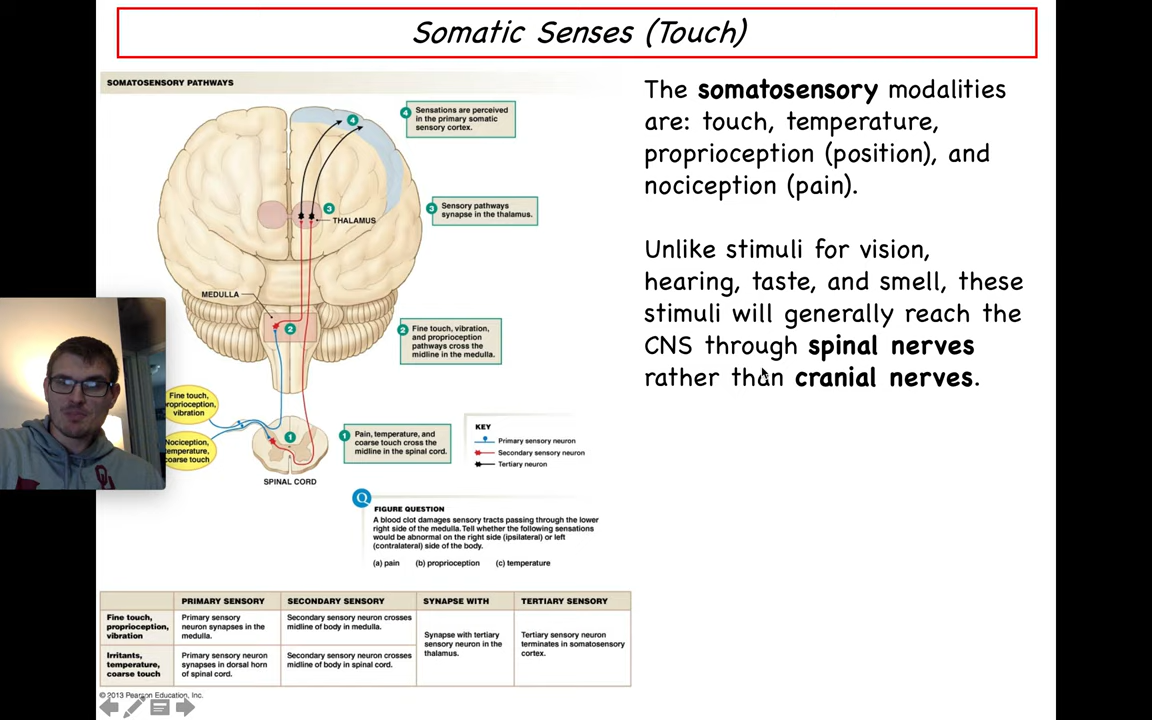 Somatic Senses (Touch)
SOMATOSENSORY PATHWAYS
4
Sensations are perceived
in the primary somatic
sensory cortex.
4
3
THALAMUS
3
Sensory pathways
synapse in the thalamus.
MEDULLA
2
2
Fine touch, vibration,
and proprioception
pathways cross the
midline in the medulla.
Fine touch,
proprioception,
vibration
Nociception,
temperature,
coarse touch
1
SPINAL CORD
1
Pain, temperature, and
coarse touch cross the
midline in the spinal cord.
KEY
Primary sensory neuron
Secondary sensory neuron
Tertiary neuron
Q
FIGURE QUESTION
A blood clot damages sensory tracts passing through the lower
right side of the medulla. Tell whether the following sensations
would be abnormal on the right side (ipsilateral) or left
(contralateral) side of the body.
(a) pain (b) proprioception (c) temperature
The somatosensory modalities
are: touch, temperature,
proprioception (position), and
nociception (pain).
Unlike stimuli for vision,
hearing, taste, and smell, these
stimuli will generally reach the
CNS through spinal nerves
rather than cranial nerves.
PRIMARY SENSORY SECONDARY SENSORY SYNAPSE WITH TERTIARY SENSORY
Fine touch,
proprioception,
vibration
Primary sensory
neuron synapses in the
medulla.
Secondary sensory neuron crosses
midline of body in medulla.
Synapse with tertiary
sensory neuron in the
thalamus.
Tertiary sensory neuron
terminates in somatosensory
cortex.
Irritants,
temperature,
coarse touch
Primary sensory neuron
synapses in dorsal horn
of spinal cord.
Secondary sensory neuron crosses
midline of body in spinal cord.
© 2013 Pearson Education, Inc.